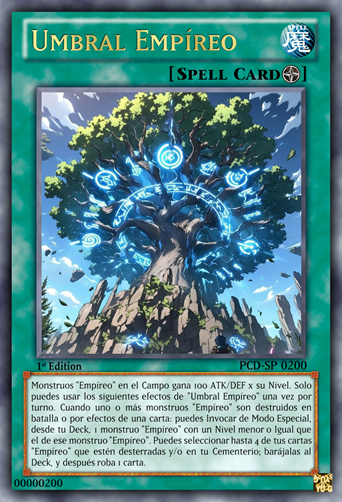 UMBRAL EMPÍREO
SPELL
魔
[SPELL CARD]
1st Edition
PCD-SP 0200
Monstruos "Empíreo" en el Campo gana 100 ATK/DEF x su Nivel. Solo
puedes usar los siguientes efectos de "Umbral Empíreo" una vez por
turno. Cuando uno o más monstruos "Empíreo" son destruidos en
batalla o por efectos de una carta: puedes Invocar de Modo Especial,
desde tu Deck, 1 monstruo "Empíreo" con un Nivel menor o Igual que
el de ese monstruo "Empíreo". Puedes seleccionar hasta 4 de tus cartas
"Empíreo" que estén desterradas y/o en tu Cementerio; barájalas al
Deck, y después roba 1 carta.
00000200